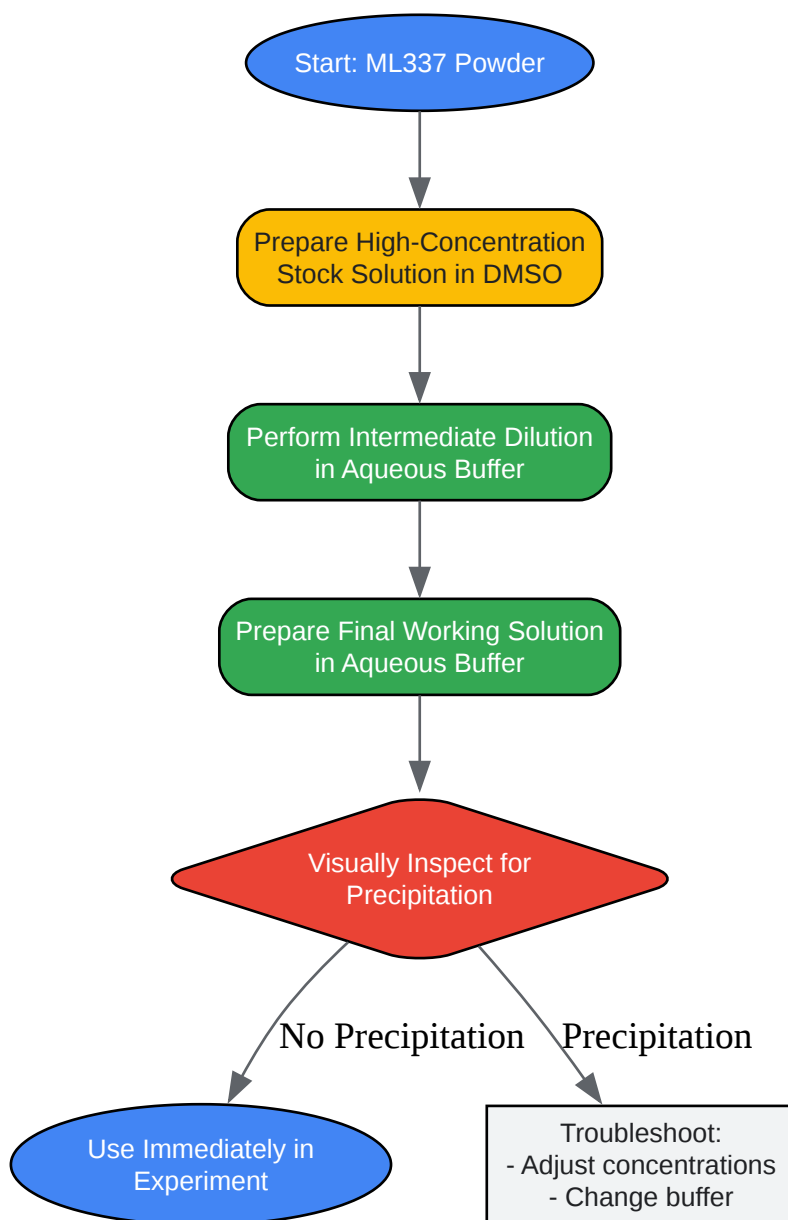 Start: ML337 Powder
Prepare High-Concentration
Stock Solution in DMSO
Perform Intermediate Dilution
in Aqueous Buffer
Prepare Final Working Solution
in Aqueous Buffer
Visually Inspect for
Precipitation
No Precipitation
Precipitation
Use Immediately in
Experiment
Troubleshoot:
- Adjust concentrations
- Change buffer